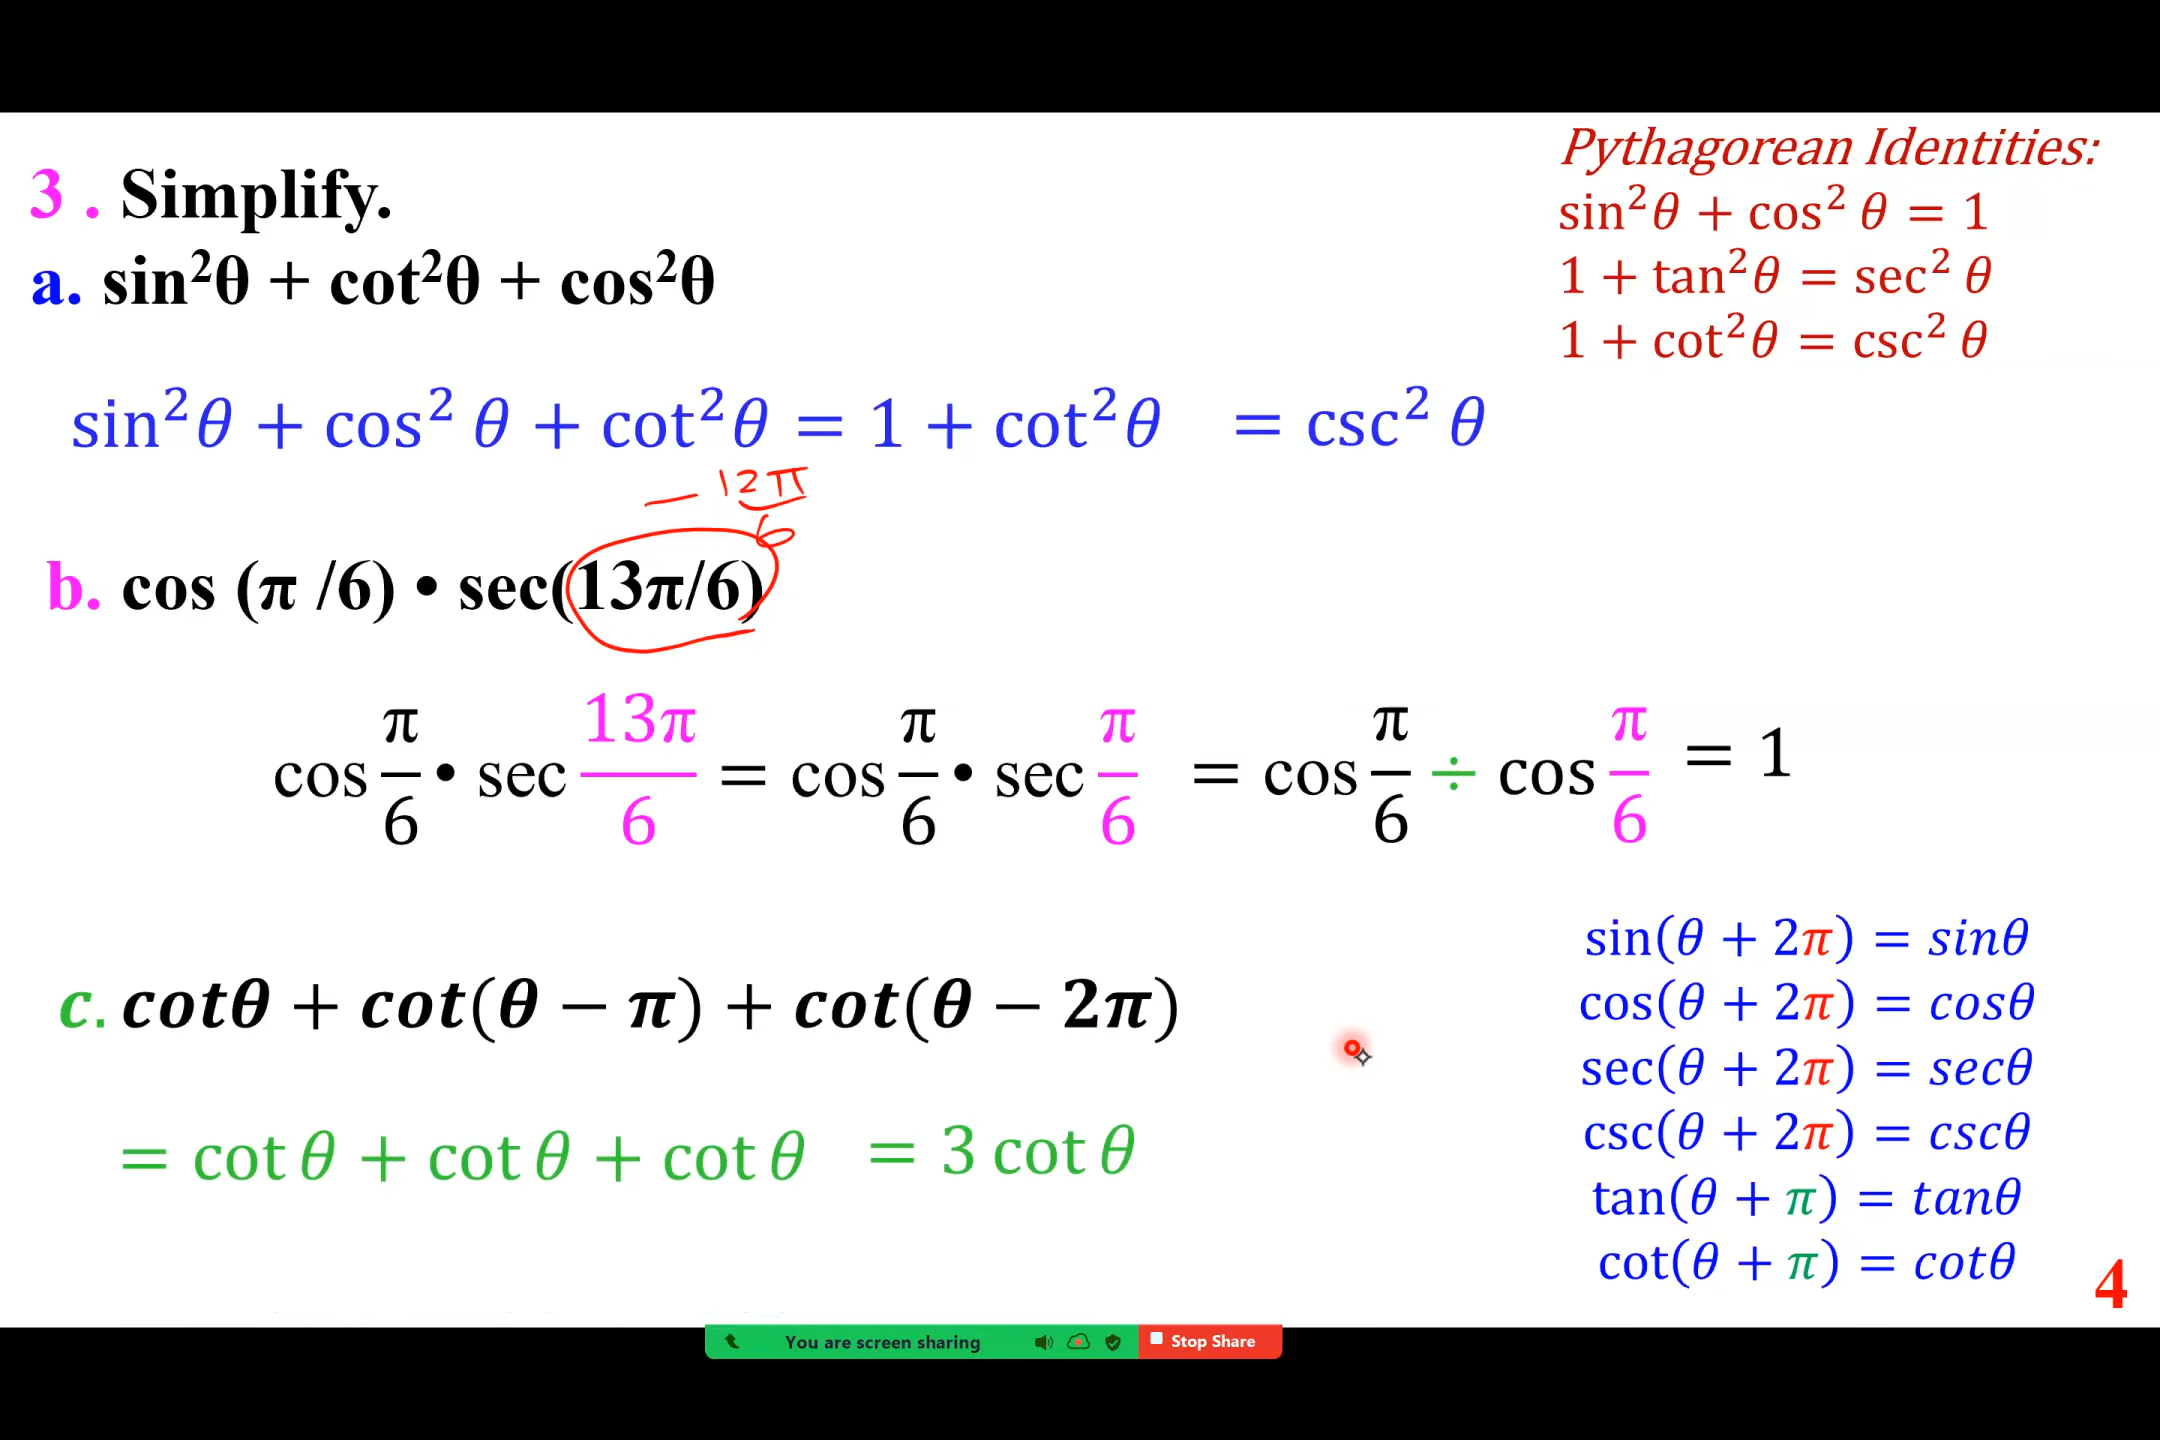 Pythagorean Identities:
sin²θ + cos² θ = 1
1 + tan²θ = sec² θ
1 + cot²θ = csc² θ
3 . Simplify.
a. sin²θ + cot²θ + cos²θ
sin²θ + cos² θ + cot²θ = 1 + cot²θ = csc² θ
— 12π/6
b. cos (π /6) • sec(13π/6)
cos π/6 • sec 13π/6 = cos π/6 • sec π/6 = cos π/6 ÷ cos π/6 = 1
c. cotθ + cot(θ − π) + cot(θ − 2π)
= cot θ + cot θ + cot θ = 3 cot θ
sin(θ + 2π) = sinθ
cos(θ + 2π) = cosθ
sec(θ + 2π) = secθ
csc(θ + 2π) = cscθ
tan(θ + π) = tanθ
cot(θ + π) = cotθ
4
You are screen sharing
Stop Share